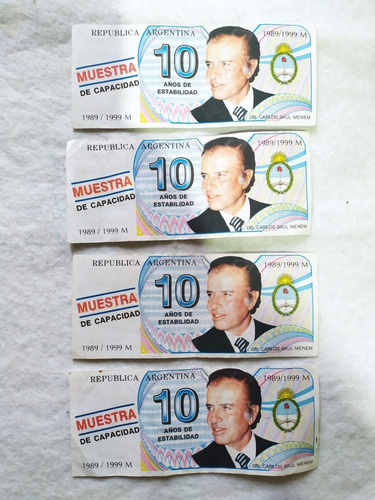 REPUBLICA ARGENTINA
1989/1999 M
MUESTRA
DE CAPACIDAD
10
AÑOS DE
ESTABILIDAD
1989 / 1999 M
DR. CARLOS SAUL MENEM
REPUBLICA ARGENTINA
1989/1999 M
MUESTRA
DE CAPACIDAD
10
AÑOS DE
ESTABILIDAD
1989 / 1999 M
DR. CARLOS SAUL MENEM
REPUBLICA ARGENTINA
1989/1999 M
MUESTRA
DE CAPACIDAD
10
AÑOS DE
ESTABILIDAD
1989 / 1999 M
DR. CARLOS SAUL MENEM
REPUBLICA ARGENTINA
1989/1999 M
MUESTRA
DE CAPACIDAD
10
AÑOS DE
ESTABILIDAD
1989 / 1999 M
DR. CARLOS SAUL MENEM